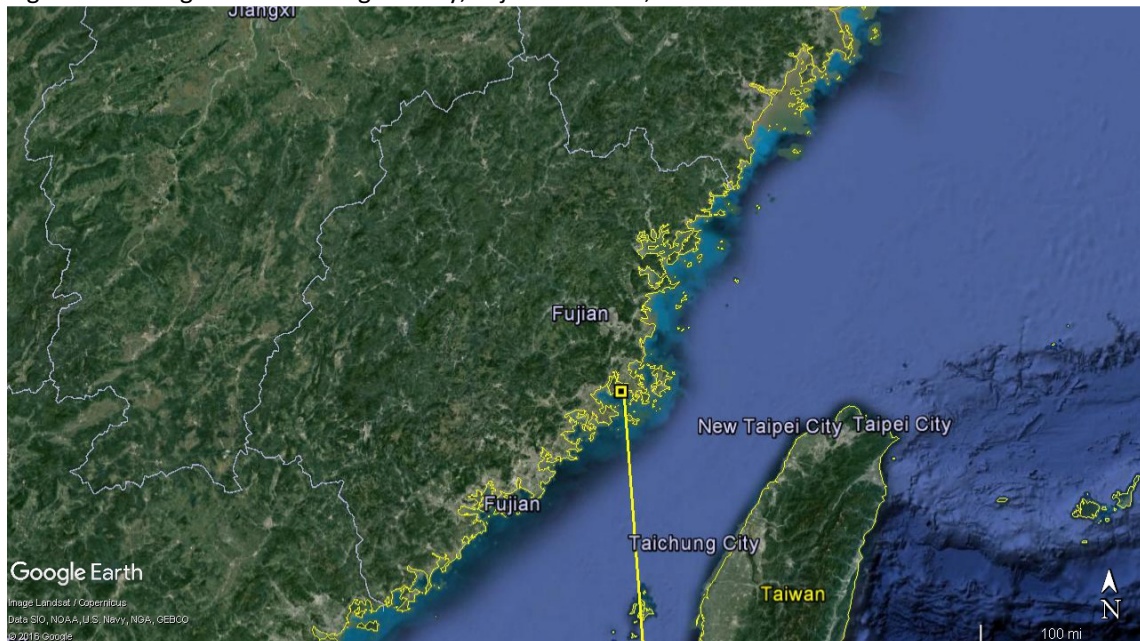 Jiangxi
Fujian
New Taipei City
Taipei City
Fujian
Taichung City
Taiwan
Google Earth
Image Landsat / Copernicus
Data SIO, NOAA, U.S. Navy, NGA, GEBCO
© 2016 Google
N
100 mi